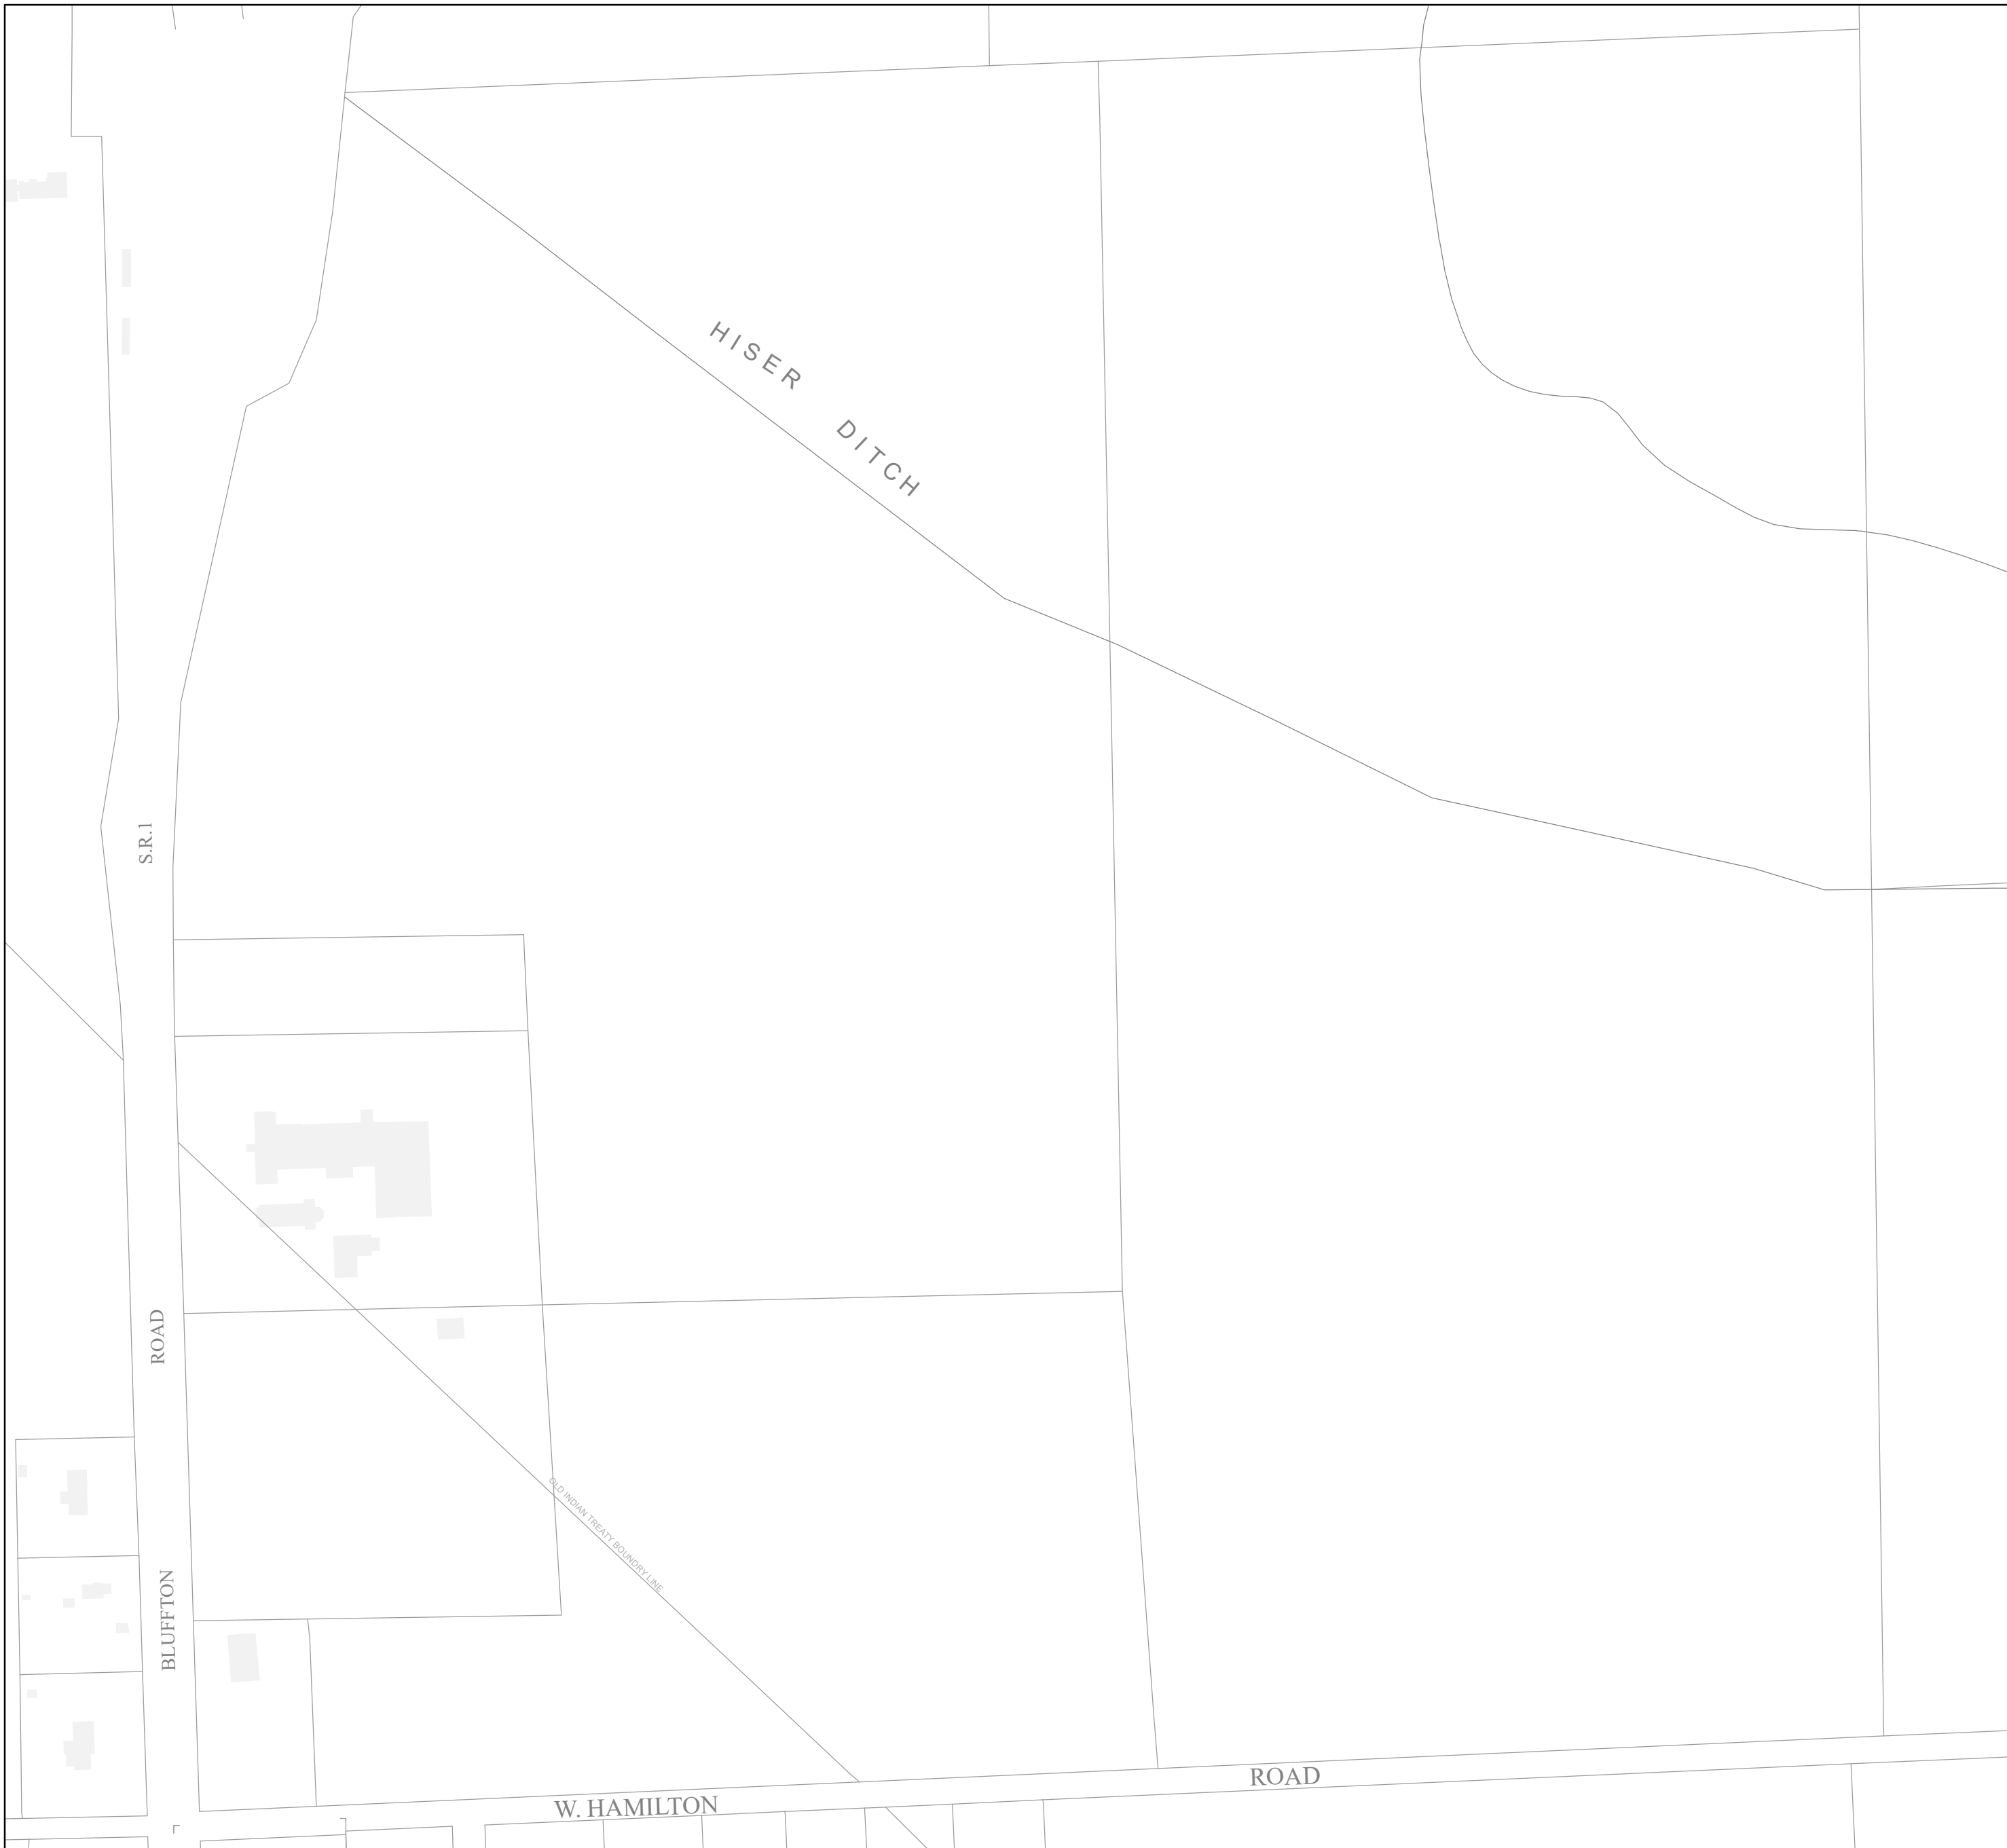 HISER DITCH
S.R.1
ROAD
OLD INDIAN TREATY BOUNDRY LINE
BLUFFTON
ROAD
W. HAMILTON